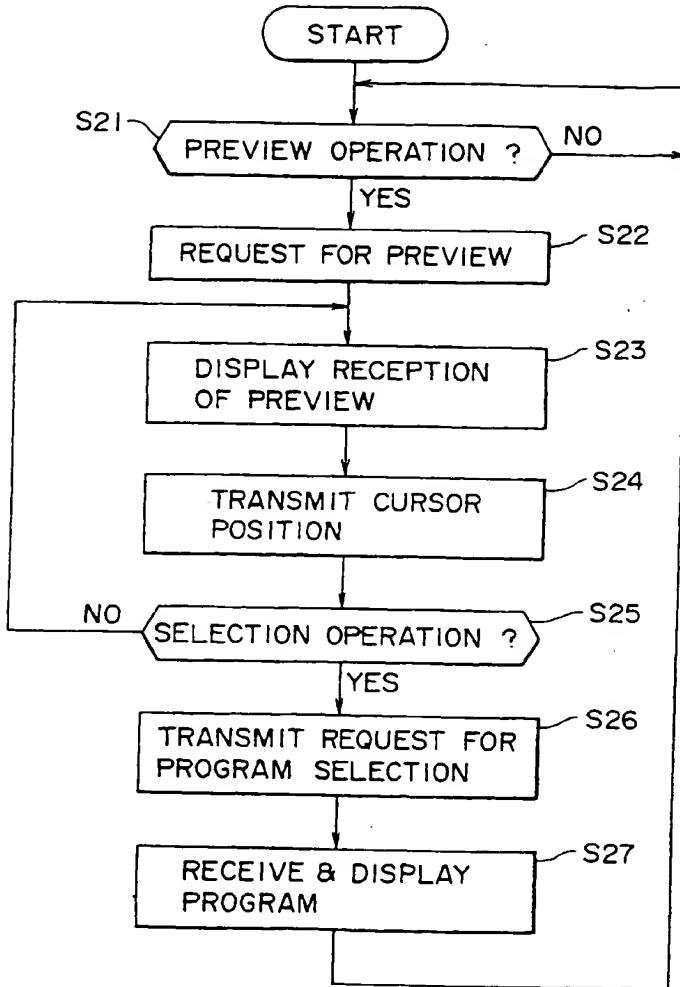 START
S21
PREVIEW OPERATION ?
NO
YES
S22
REQUEST FOR PREVIEW
S23
DISPLAY RECEPTION
OF PREVIEW
S24
TRANSMIT CURSOR
POSITION
S25
NO
SELECTION OPERATION ?
YES
S26
TRANSMIT REQUEST FOR
PROGRAM SELECTION
S27
RECEIVE & DISPLAY
PROGRAM